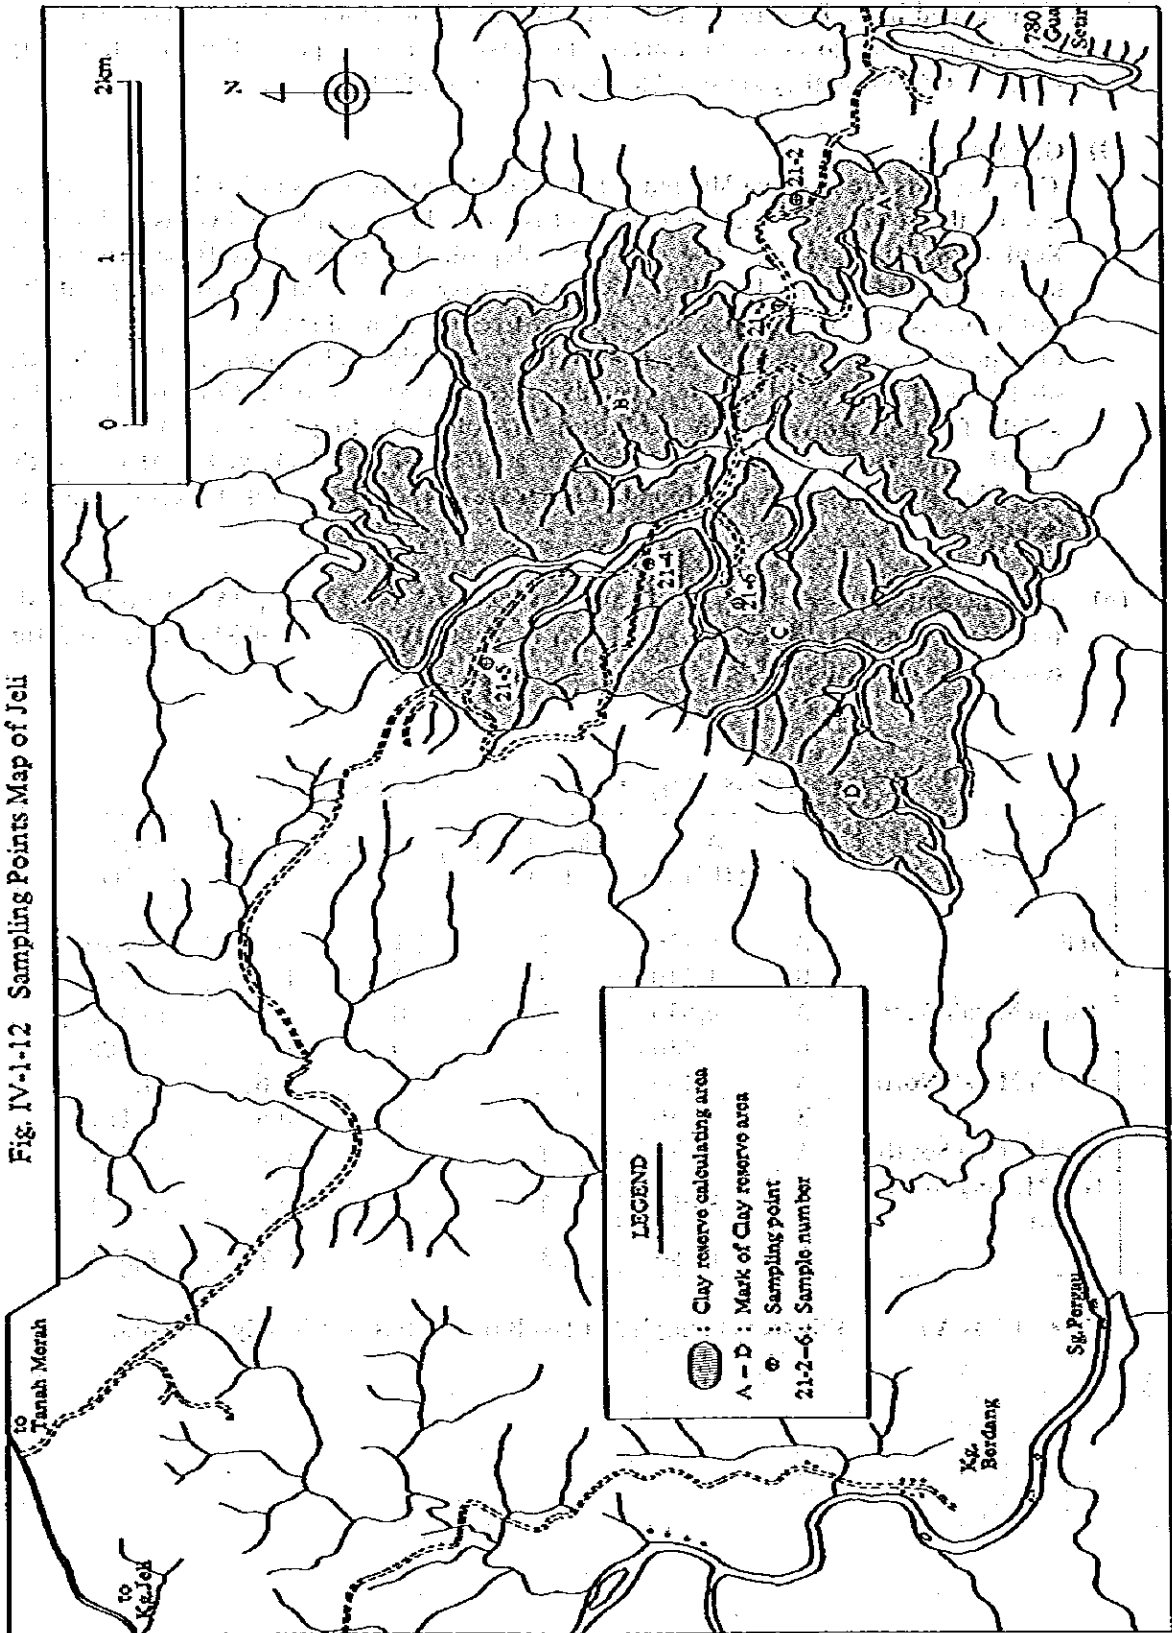 Fig. IV-1-12 Sampling Points Map of Jeli
to
Tanah Merah
to
Kg.Jeli
0 1 2km
N
780
Gua
Setir
21-2
A
B
21-4
21-5
21-6
C
D
LEGEND
: Clay reserve calculating area
A – D : Mark of Clay reserve area
⊕ : Sampling point
21-2–6 : Sample number
Kg.
Berdang
Sg.Pergau